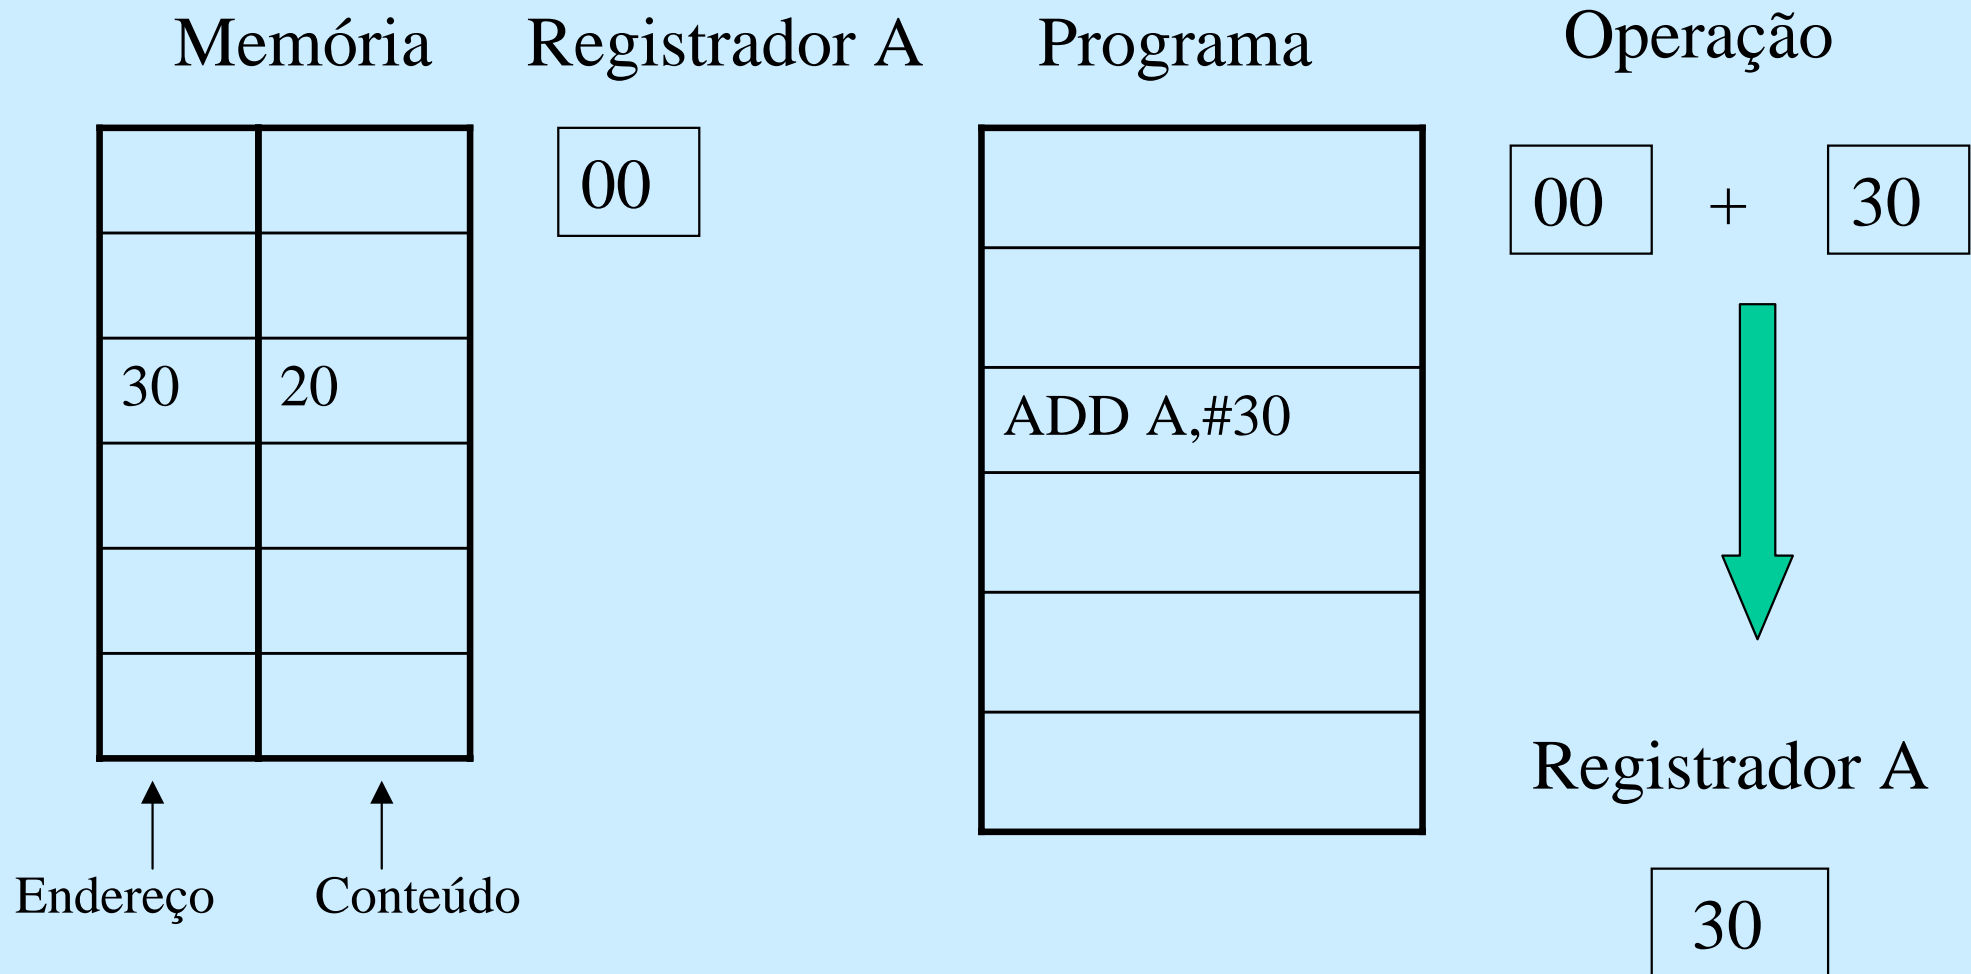 Memória
Registrador A
Programa
Operação
00
00 + 30
30 20
ADD A,#30
Registrador A
Endereço
Conteúdo
30